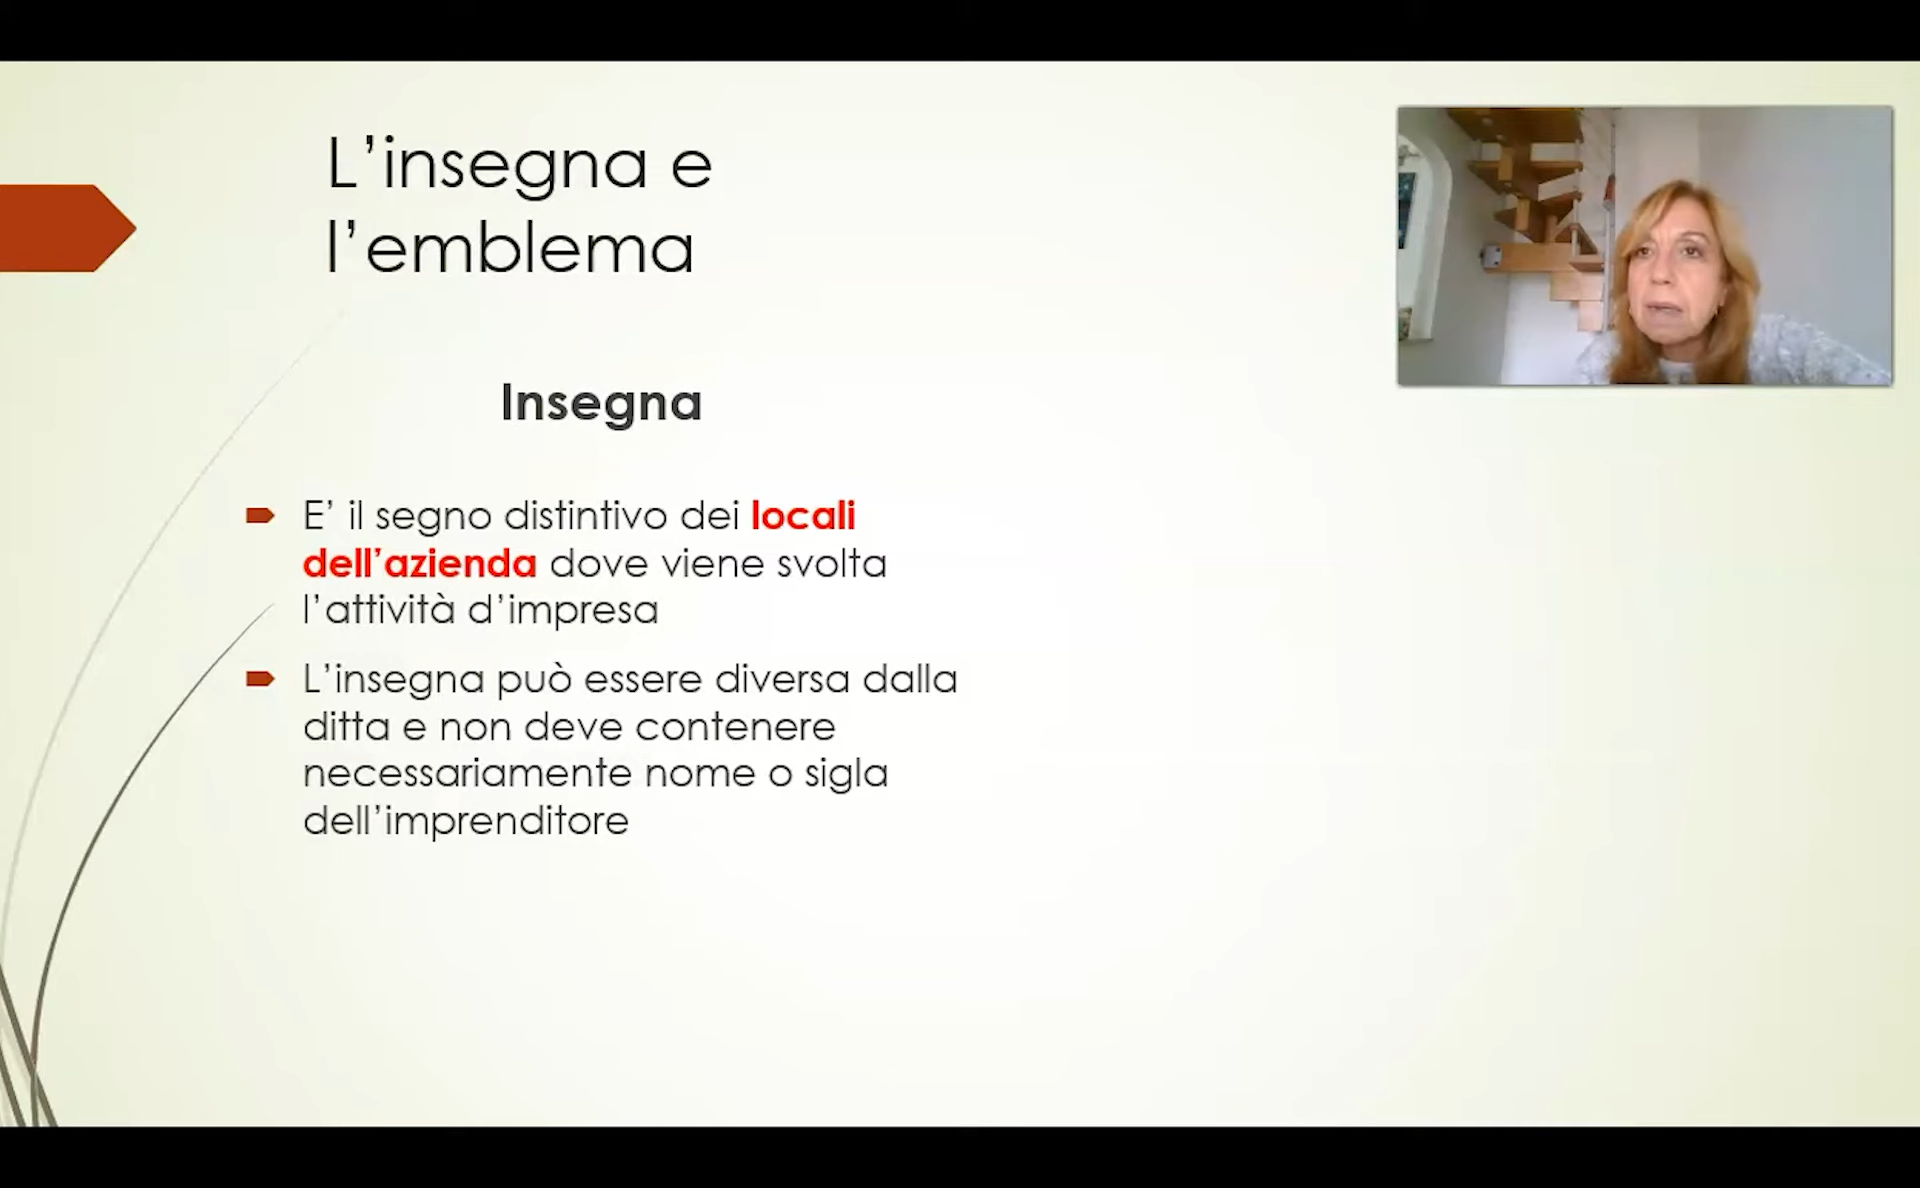 L’insegna e
l’emblema
Insegna
E’ il segno distintivo dei locali
dell’azienda dove viene svolta
l’attività d’impresa
L’insegna può essere diversa dalla
ditta e non deve contenere
necessariamente nome o sigla
dell’imprenditore